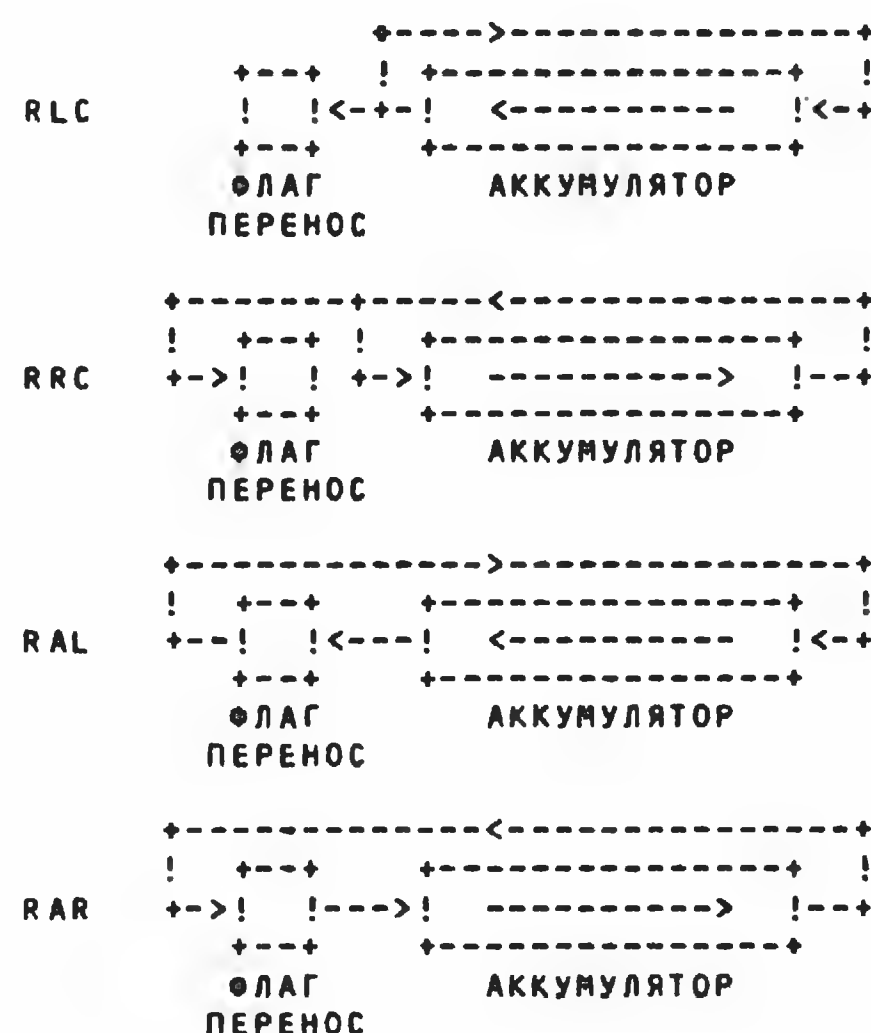 +---->----------------+
+---+ ! +----------------+ !
RLC ! !<-+-! <---------- !<-+
+---+ +----------------+
ФЛАГ АККУМУЛЯТОР
ПЕРЕНОС
+--------+------<----------------+
! +---+ ! +----------------+ !
RRC +->! ! +->! ----------> !--+
+---+ +----------------+
ФЛАГ АККУМУЛЯТОР
ПЕРЕНОС
+-------------->----------------+
! +---+ +----------------+ !
RAL +--! !<---! <---------- !<-+
+---+ +----------------+
ФЛАГ АККУМУЛЯТОР
ПЕРЕНОС
+--------------<----------------+
! +---+ +----------------+ !
RAR +->! !--->! ----------> !--+
+---+ +----------------+
ФЛАГ АККУМУЛЯТОР
ПЕРЕНОС